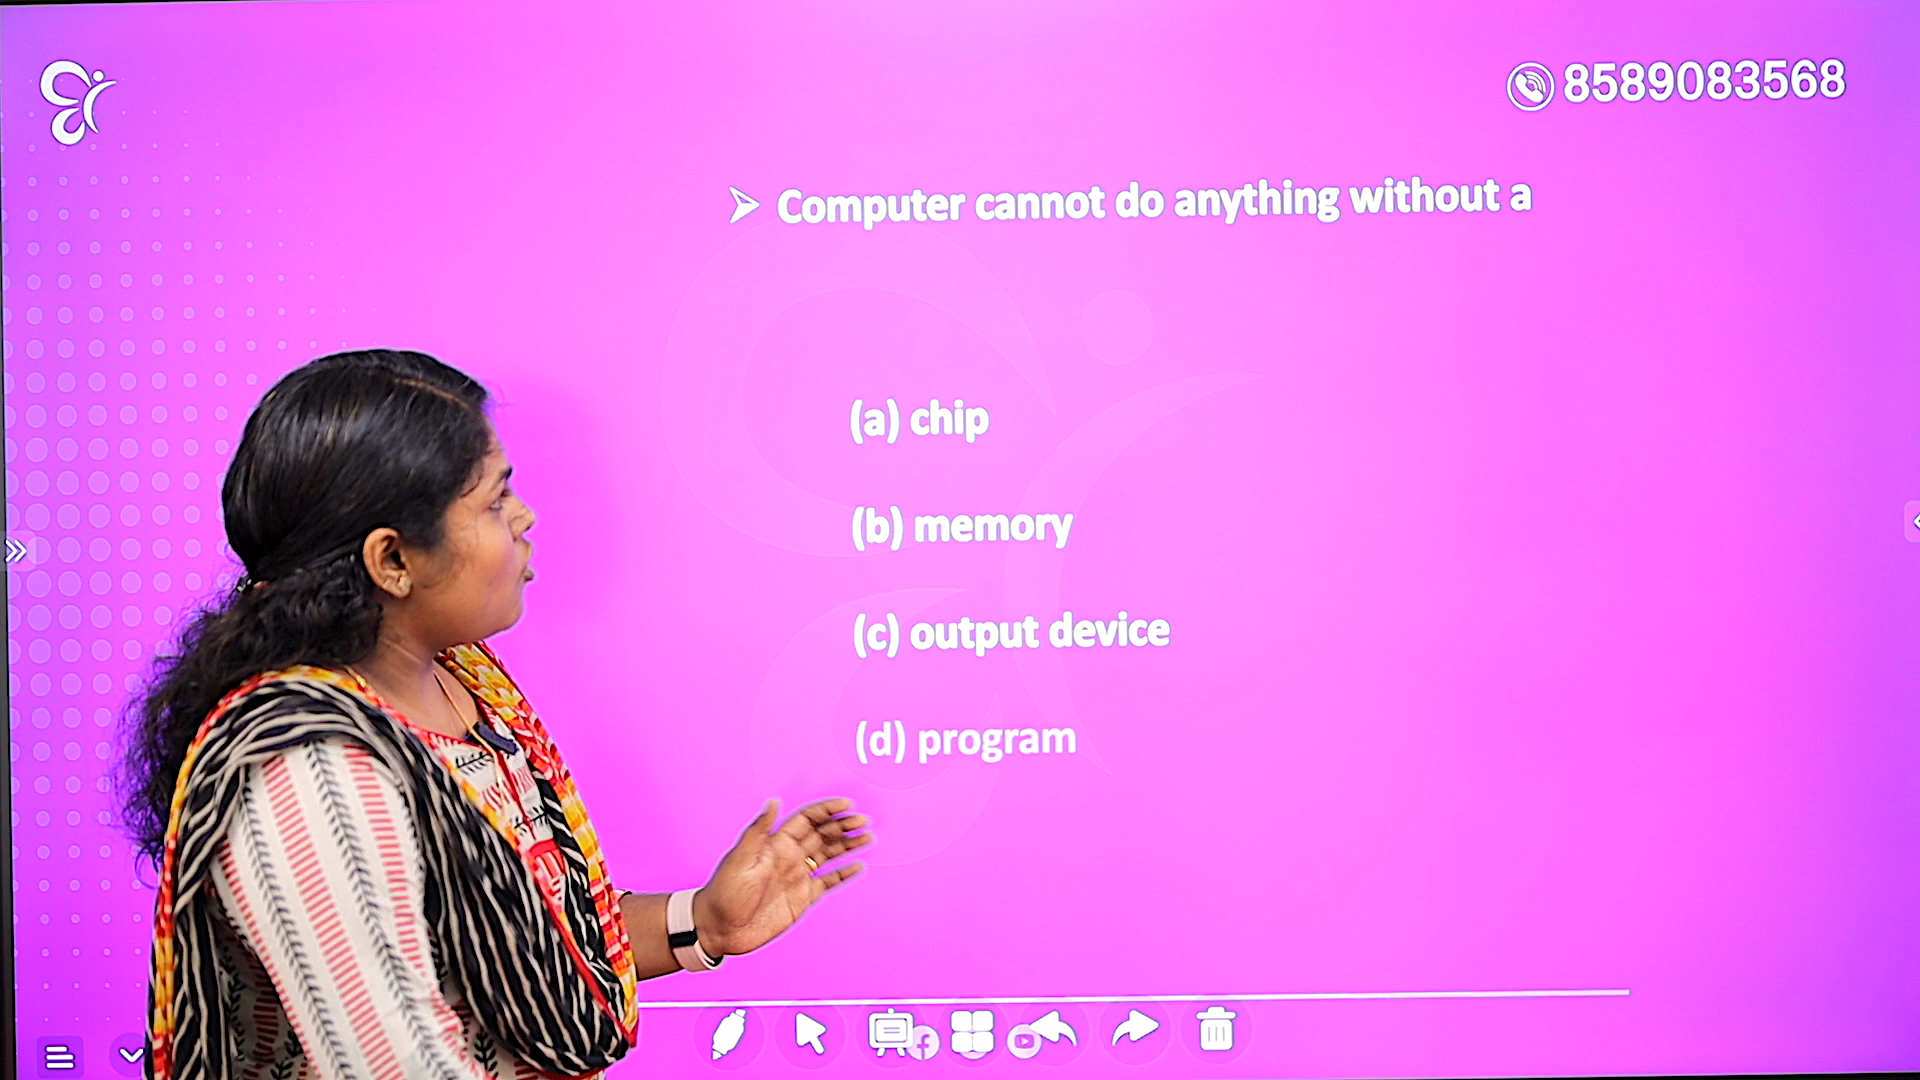 8589083568
➢ Computer cannot do anything without a
(a) chip
(b) memory
(c) output device
(d) program